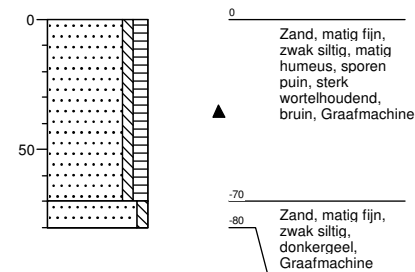 0
50
0
Zand, matig fijn,
zwak siltig, matig
humeus, sporen
puin, sterk
wortelhoudend,
bruin, Graafmachine
-70
Zand, matig fijn,
zwak siltig,
donkergeel,
Graafmachine
-80